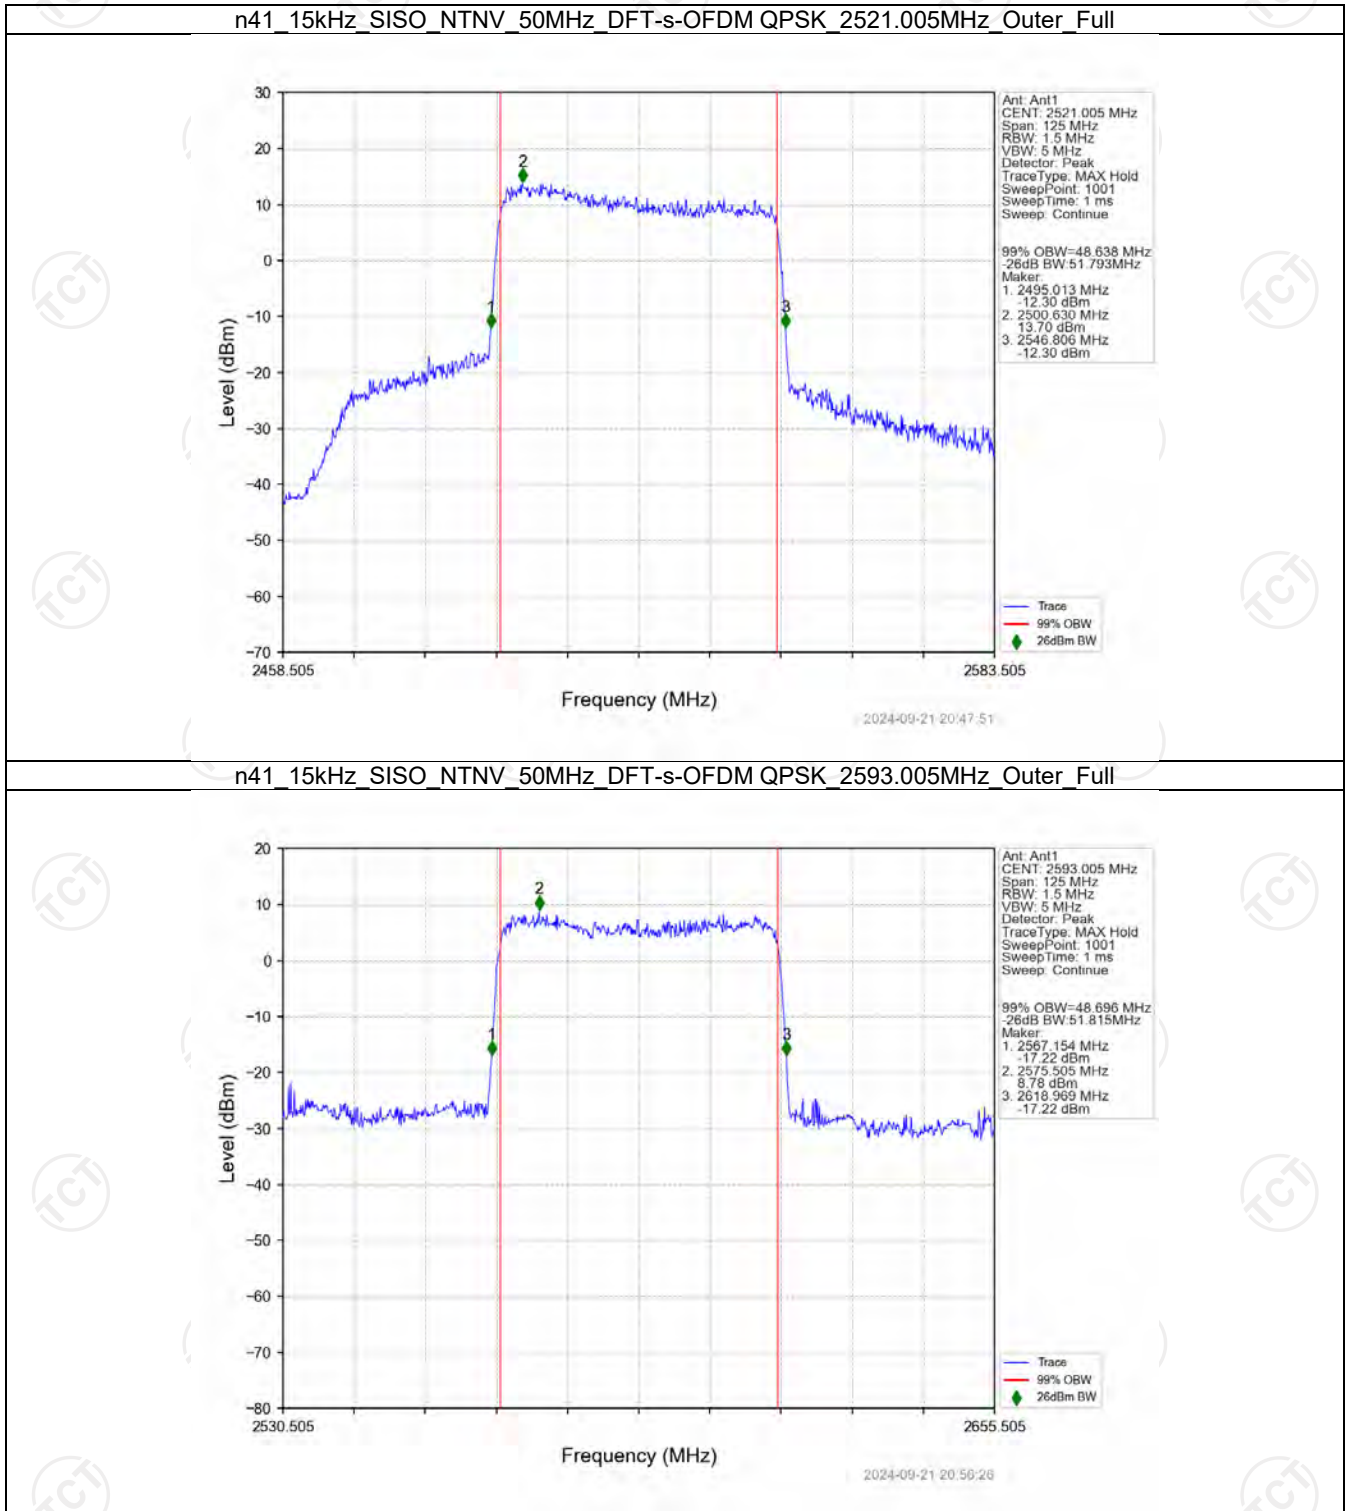 n41_15kHz_SISO_NTNV_50MHz_DFT-s-OFDM QPSK_2521.005MHz_Outer_Full
30
20
10
0
−10
−20
−30
−40
−50
−60
−70
Level (dBm)
1
2
3
2458.505
2583.505
Frequency (MHz)
Ant: Ant1
CENT: 2521.005 MHz
Span: 125 MHz
RBW: 1.5 MHz
VBW: 5 MHz
Detector: Peak
TraceType: MAX Hold
SweepPoint: 1001
SweepTime: 1 ms
Sweep: Continue
99% OBW=48.638 MHz
-26dB BW:51.793MHz
Maker:
1. 2495.013 MHz
-12.30 dBm
2. 2500.630 MHz
13.70 dBm
3. 2546.806 MHz
-12.30 dBm
Trace
99% OBW
26dBm BW
2024-09-21 20:47:51
n41_15kHz_SISO_NTNV_50MHz_DFT-s-OFDM QPSK_2593.005MHz_Outer_Full
20
10
0
−10
−20
−30
−40
−50
−60
−70
−80
Level (dBm)
1
2
3
2530.505
2655.505
Frequency (MHz)
Ant: Ant1
CENT: 2593.005 MHz
Span: 125 MHz
RBW: 1.5 MHz
VBW: 5 MHz
Detector: Peak
TraceType: MAX Hold
SweepPoint: 1001
SweepTime: 1 ms
Sweep: Continue
99% OBW=48.696 MHz
-26dB BW:51.815MHz
Maker:
1. 2567.154 MHz
-17.22 dBm
2. 2575.505 MHz
8.78 dBm
3. 2618.969 MHz
-17.22 dBm
Trace
99% OBW
26dBm BW
2024-09-21 20:56:26
TCT
TCT
TCT
TCT
TCT
TCT
TCT
TCT
TCT
TCT